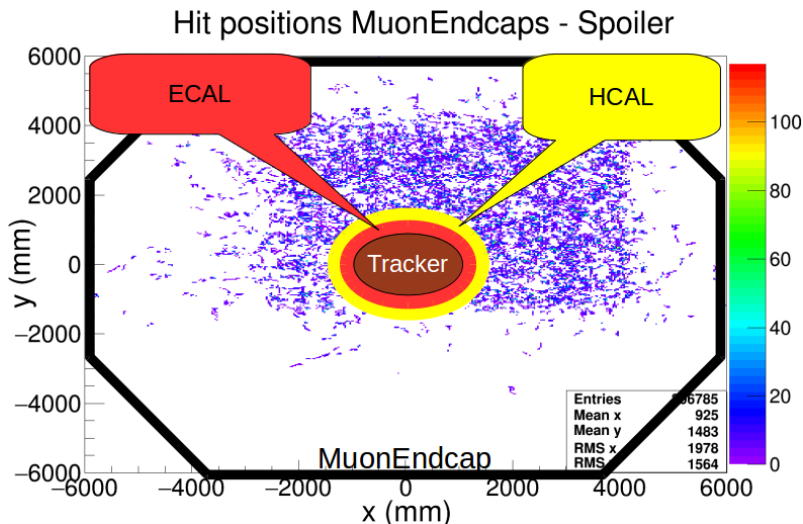 Hit positions MuonEndcaps - Spoiler
ECAL
HCAL
Tracker
MuonEndcap
6000
4000
2000
0
−2000
−4000
−6000
y (mm)
−6000 −4000 −2000 0 2000 4000 6000
x (mm)
100
80
60
40
20
0
Entries
Mean x 925
Mean y 1483
RMS x 1978
RMS 1564